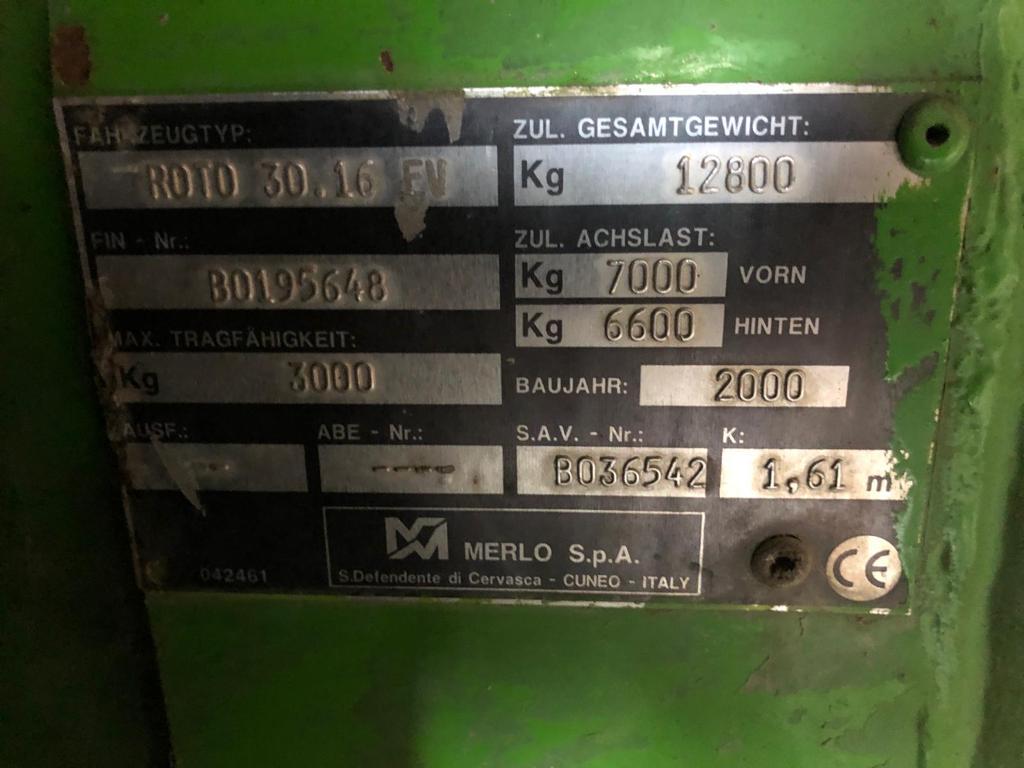 FAHRZEUGTYP:
ROTO 30.16 EV
FIN - Nr.:
B0195648
MAX. TRAGFÄHIGKEIT:
Kg 3000
AUSF.: ABE - Nr.:
-- ----
ZUL. GESAMTGEWICHT:
Kg 12800
ZUL. ACHSLAST:
Kg 7000 VORN
Kg 6600 HINTEN
BAUJAHR: 2000
S.A.V. - Nr.: K:
B036542 1,61 m
MERLO S.p.A.
S.Defendente di Cervasca - CUNEO - ITALY
042461
CE